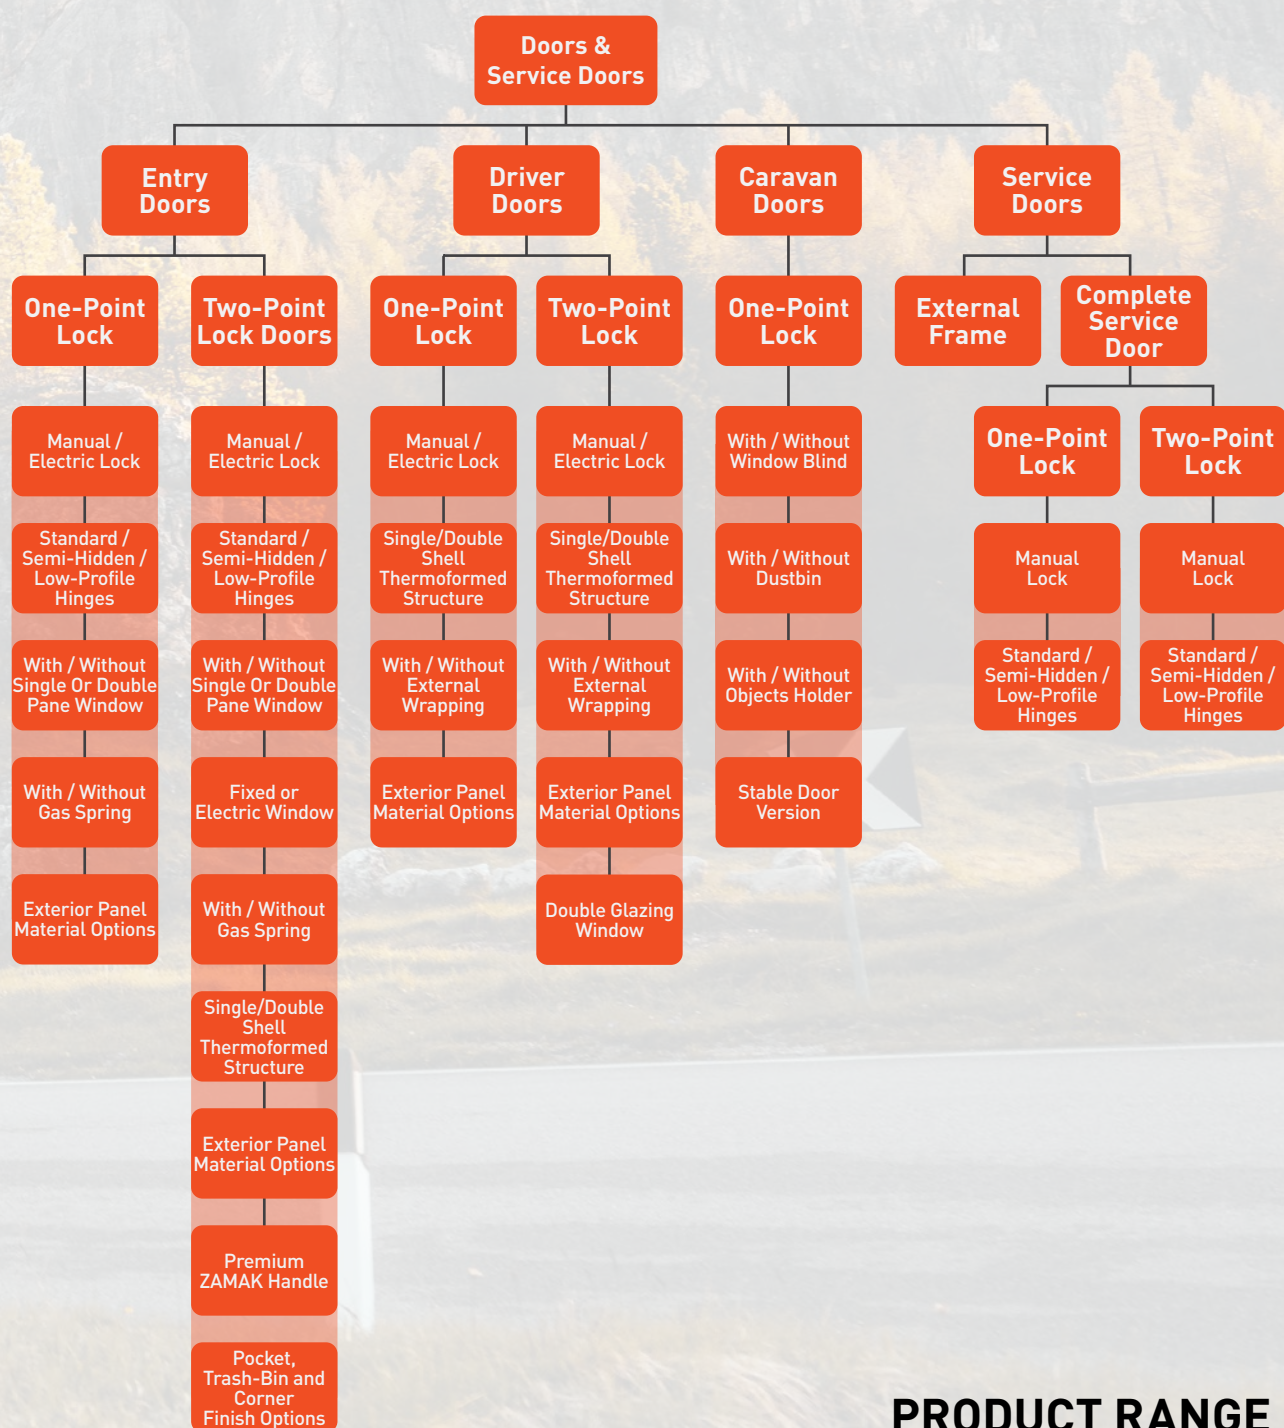 Doors &
Service Doors
Entry
Doors
Driver
Doors
Caravan
Doors
Service
Doors
One-Point
Lock
Two-Point
Lock Doors
One-Point
Lock
Two-Point
Lock
One-Point
Lock
External
Frame
Complete
Service
Door
Manual /
Electric Lock
Standard /
Semi-Hidden /
Low-Profile
Hinges
With / Without
Single Or Double
Pane Window
With / Without
Gas Spring
Exterior Panel
Material Options
Manual /
Electric Lock
Standard /
Semi-Hidden /
Low-Profile
Hinges
With / Without
Single Or Double
Pane Window
Fixed or
Electric Window
With / Without
Gas Spring
Single/Double
Shell
Thermoformed
Structure
Exterior Panel
Material Options
Premium
ZAMAK Handle
Pocket,
Trash-Bin and
Corner
Finish Options
Manual /
Electric Lock
Single/Double
Shell
Thermoformed
Structure
With / Without
External
Wrapping
Exterior Panel
Material Options
Manual /
Electric Lock
Single/Double
Shell
Thermoformed
Structure
With / Without
External
Wrapping
Exterior Panel
Material Options
Double Glazing
Window
With / Without
Window Blind
With / Without
Dustbin
With / Without
Objects Holder
Stable Door
Version
One-Point
Lock
Manual
Lock
Standard /
Semi-Hidden /
Low-Profile
Hinges
Two-Point
Lock
Manual
Lock
Standard /
Semi-Hidden /
Low-Profile
Hinges
PRODUCT RANGE